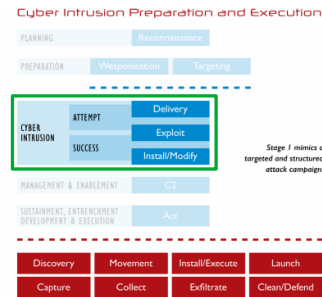 Cyber Intrusion Preparation and Execution
PLANNING
Reconnaissance
PREPARATION
Weaponisation
Targeting
CYBER
INTRUSION
ATTEMPT
SUCCESS
Delivery
Exploit
Install/Modify
Stage 1 mimics a
targeted and structured
attack campaign
MANAGEMENT & ENABLEMENT
C2
SUSTAINMENT, ENTRENCHMENT
DEVELOPMENT & EXECUTION
Act
Discovery
Movement
Install/Execute
Launch
Capture
Collect
Exfiltrate
Clean/Defend